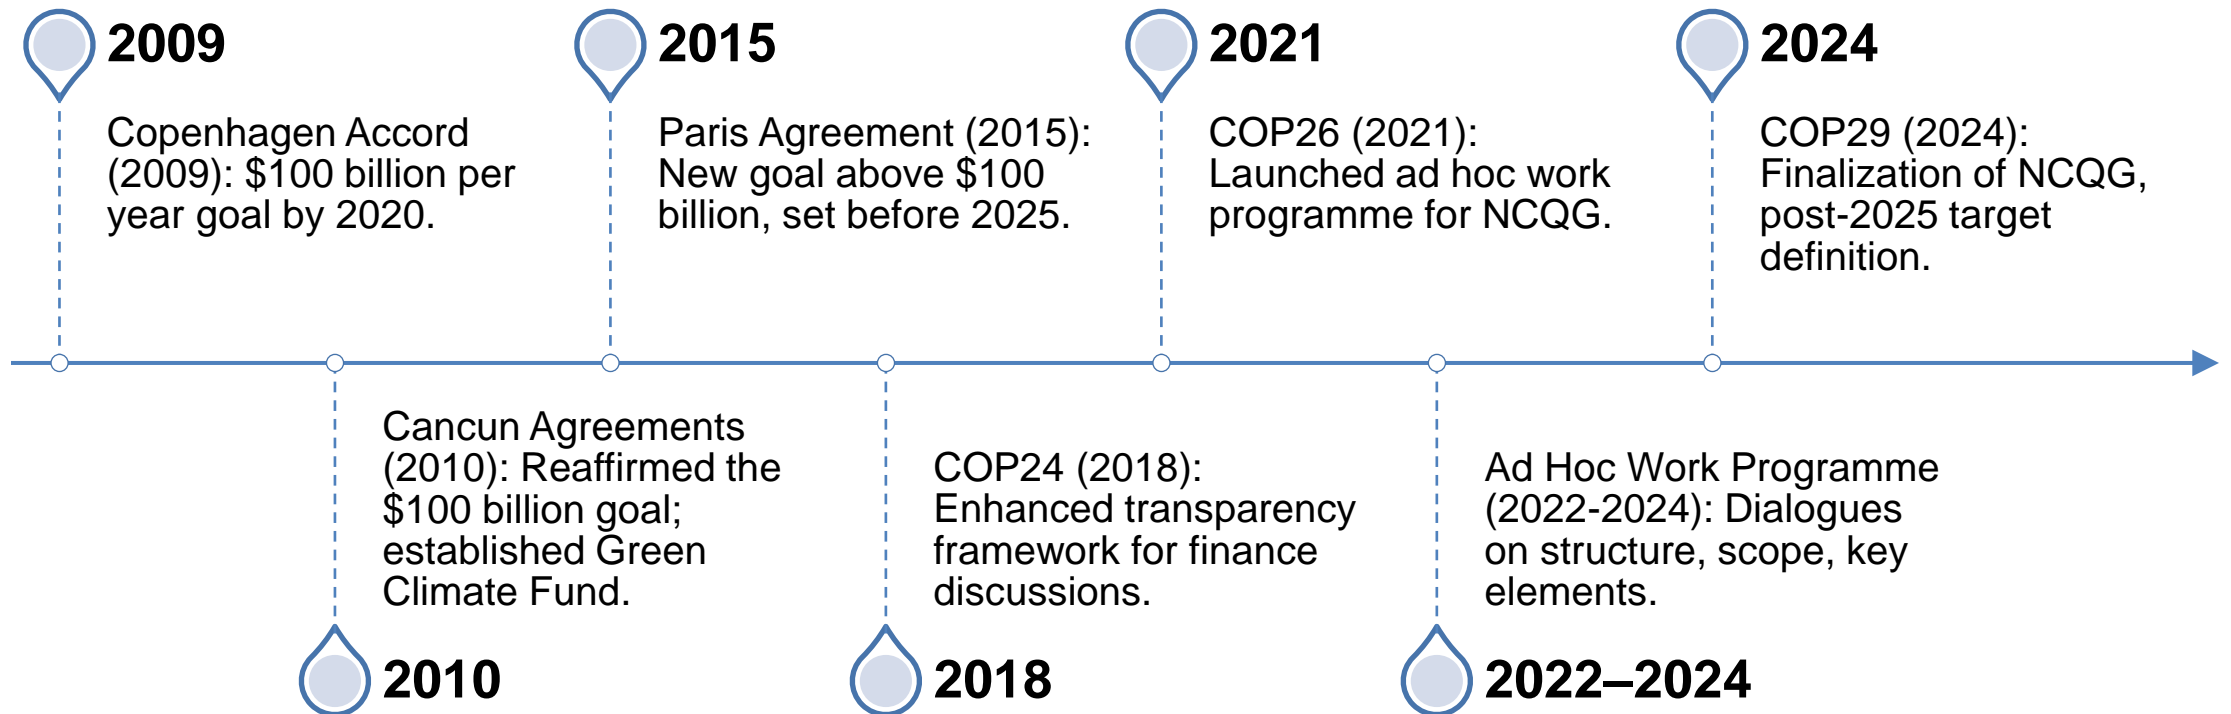 2009
Copenhagen Accord
(2009): $100 billion per
year goal by 2020.
2010
Cancun Agreements
(2010): Reaffirmed the
$100 billion goal;
established Green
Climate Fund.
2015
Paris Agreement (2015):
New goal above $100
billion, set before 2025.
2018
COP24 (2018):
Enhanced transparency
framework for finance
discussions.
2021
COP26 (2021):
Launched ad hoc work
programme for NCQG.
2022–2024
Ad Hoc Work Programme
(2022-2024): Dialogues
on structure, scope, key
elements.
2024
COP29 (2024):
Finalization of NCQG,
post-2025 target
definition.